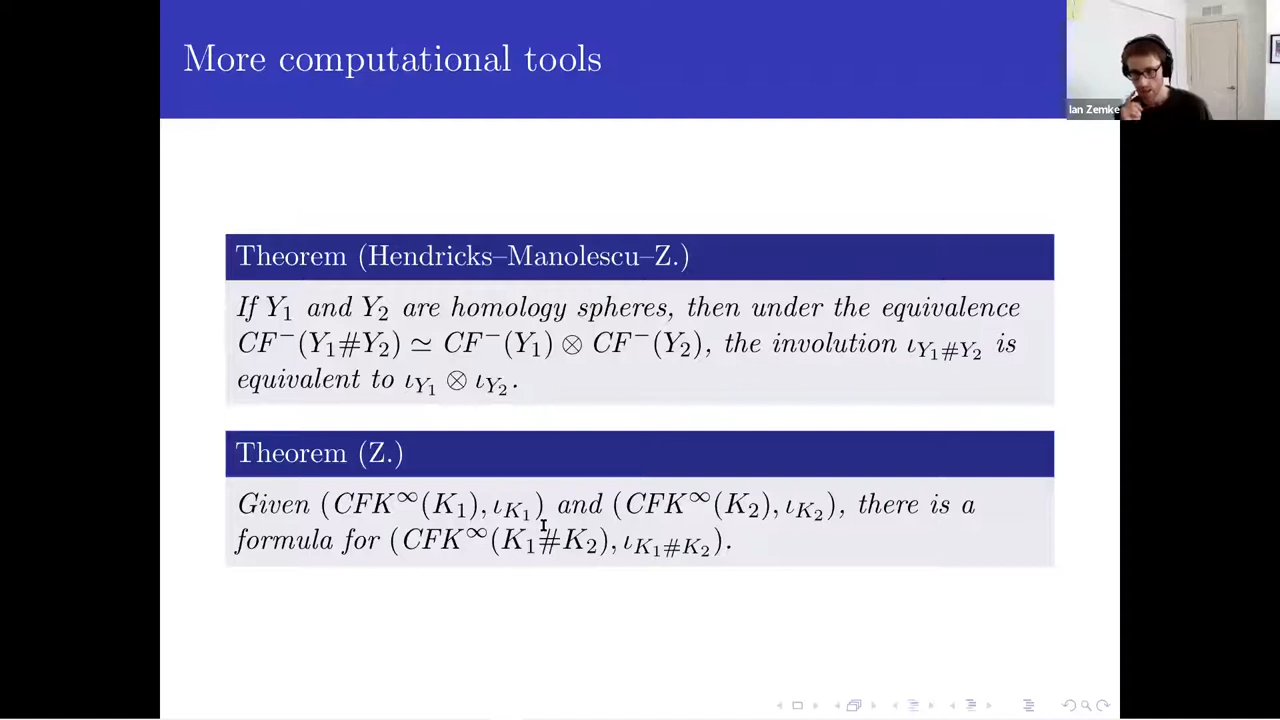 More computational tools
Ian Zemke
Theorem (Hendricks–Manolescu–Z.)
If Y₁ and Y₂ are homology spheres, then under the equivalence
CF⁻(Y₁#Y₂) ≃ CF⁻(Y₁) ⊗ CF⁻(Y₂), the involution ι_{Y₁#Y₂} is
equivalent to ι_{Y₁} ⊗ ι_{Y₂}.
Theorem (Z.)
Given (CFK^∞(K₁), ι_{K₁}) and (CFK^∞(K₂), ι_{K₂}), there is a
formula for (CFK^∞(K₁#K₂), ι_{K₁#K₂}).